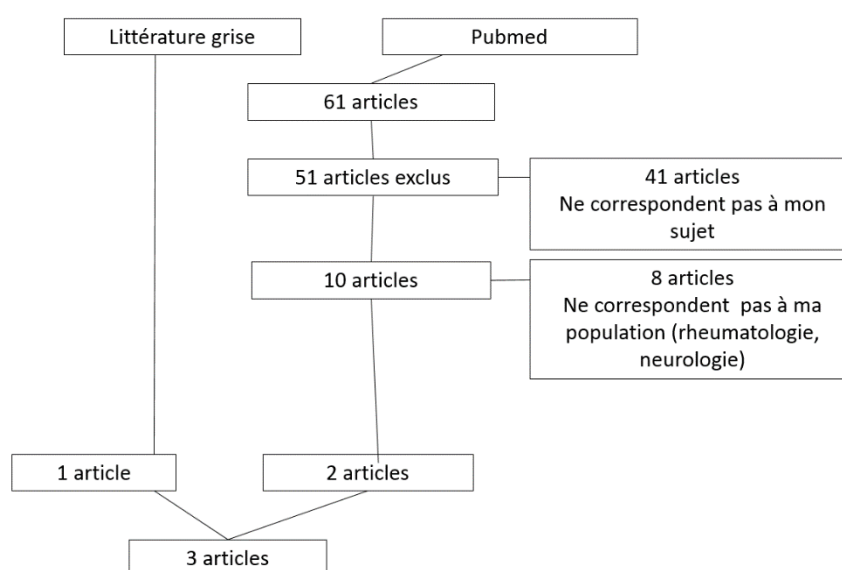 Littérature grise
Pubmed
61 articles
51 articles exclus
41 articles
Ne correspondent pas à mon
sujet
10 articles
8 articles
Ne correspondent pas à ma
population (rheumatologie,
neurologie)
1 article
2 articles
3 articles